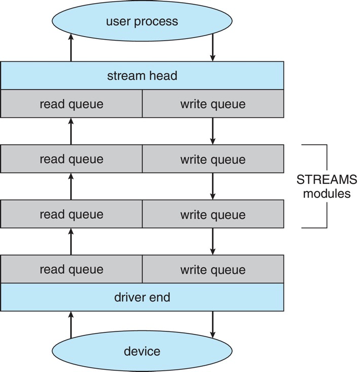 user process
stream head
read queue write queue
read queue write queue
STREAMS
modules
read queue write queue
read queue write queue
driver end
device